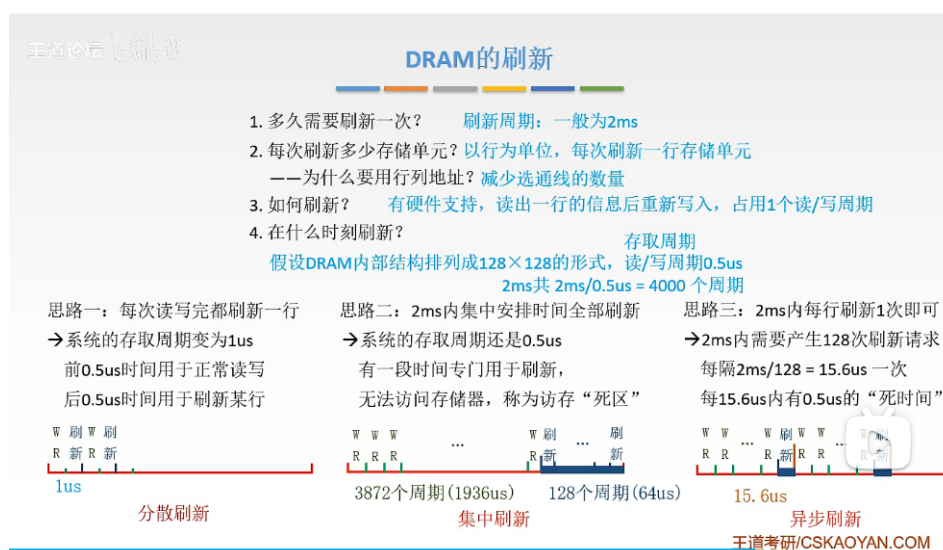 王道论坛
DRAM的刷新
1. 多久需要刷新一次？ 刷新周期：一般为2ms
2. 每次刷新多少存储单元？以行为单位，每次刷新一行存储单元
——为什么要用行列地址？减少选通线的数量
3. 如何刷新？ 有硬件支持，读出一行的信息后重新写入，占用1个读/写周期
4. 在什么时刻刷新？
存取周期
假设DRAM内部结构排列成128×128的形式，读/写周期0.5us
2ms共 2ms/0.5us = 4000 个周期
思路一：每次读写完都刷新一行
→系统的存取周期变为1us
前0.5us时间用于正常读写
后0.5us时间用于刷新某行
W 刷 W 刷
R 新 R 新
1us
分散刷新
思路二：2ms内集中安排时间全部刷新
→系统的存取周期还是0.5us
有一段时间专门用于刷新，
无法访问存储器，称为访存“死区”
W W W ... W 刷 ... 刷
R R R R 新 新
3872个周期(1936us) 128个周期(64us)
集中刷新
思路三：2ms内每行刷新1次即可
→2ms内需要产生128次刷新请求
每隔2ms/128 = 15.6us 一次
每15.6us内有0.5us的“死时间”
W W ... W 刷 W W ... W 刷
R R R 新 R R R 新
15.6us
异步刷新
王道考研/CSKAOYAN.COM